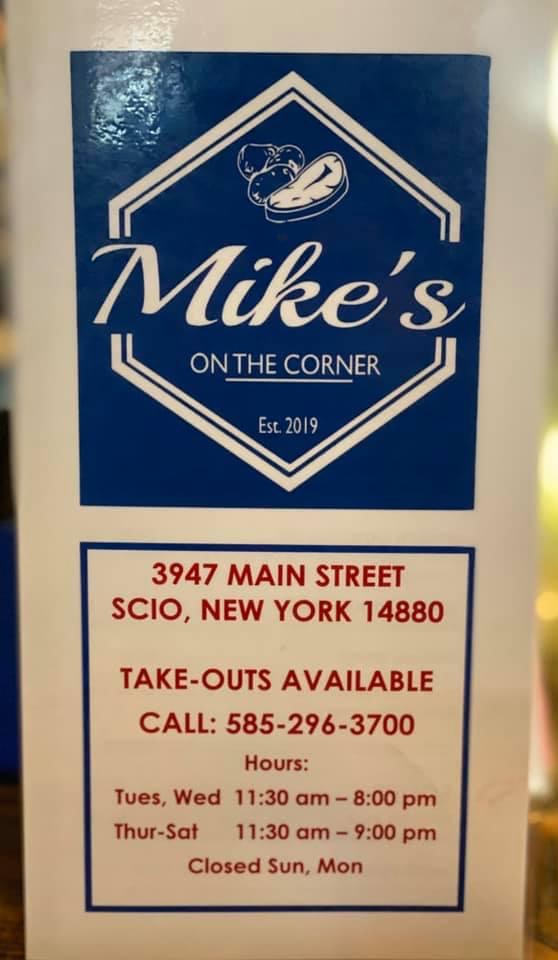 Mike's
ON THE CORNER
Est. 2019
3947 MAIN STREET
SCIO, NEW YORK 14880
TAKE-OUTS AVAILABLE
CALL: 585-296-3700
Hours:
Tues, Wed 11:30 am – 8:00 pm
Thur-Sat 11:30 am – 9:00 pm
Closed Sun, Mon